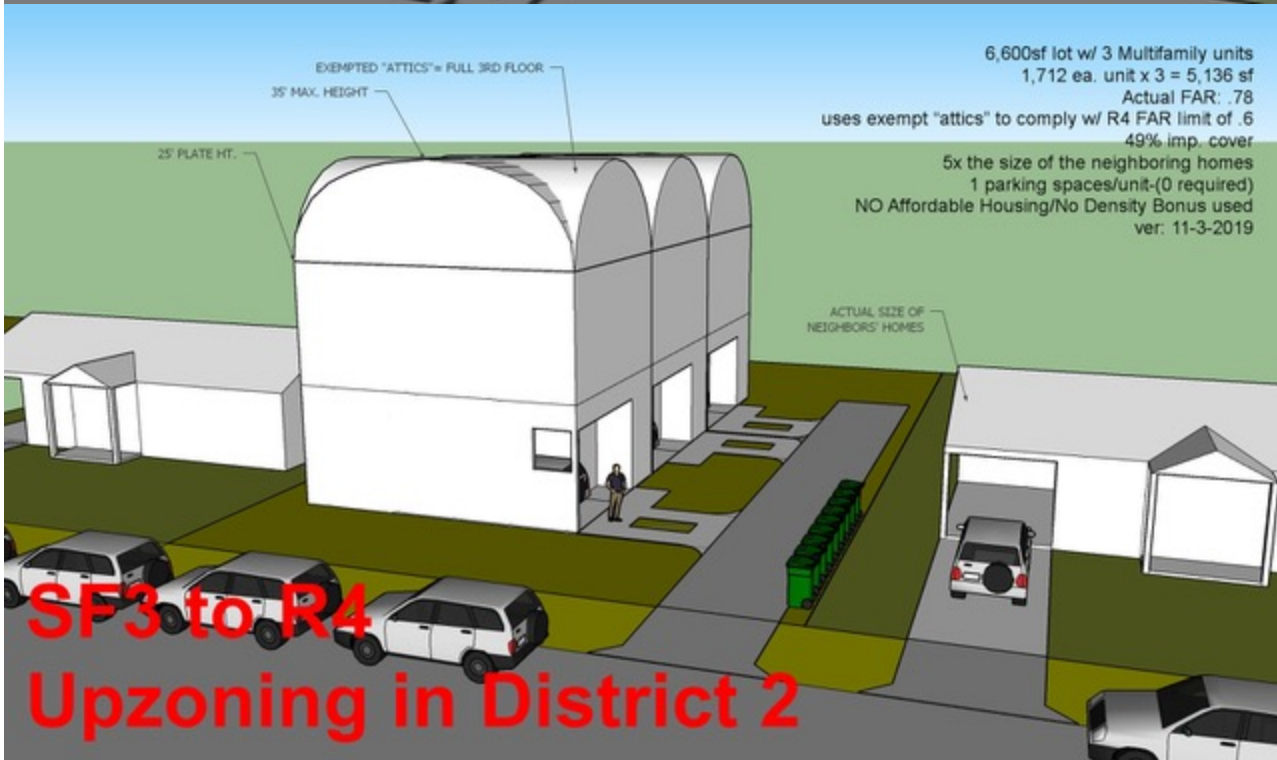 6,600sf lot w/ 3 Multifamily units
1,712 ea. unit x 3 = 5,136 sf
Actual FAR: .78
uses exempt "attics" to comply w/ R4 FAR limit of .6
49% imp. cover
5x the size of the neighboring homes
1 parking spaces/unit-(0 required)
NO Affordable Housing/No Density Bonus used
ver: 11-3-2019
EXEMPTED "ATTICS"= FULL 3RD FLOOR
35' MAX. HEIGHT
25' PLATE HT.
ACTUAL SIZE OF
NEIGHBORS' HOMES
SF3 to R4
Upzoning in District 2